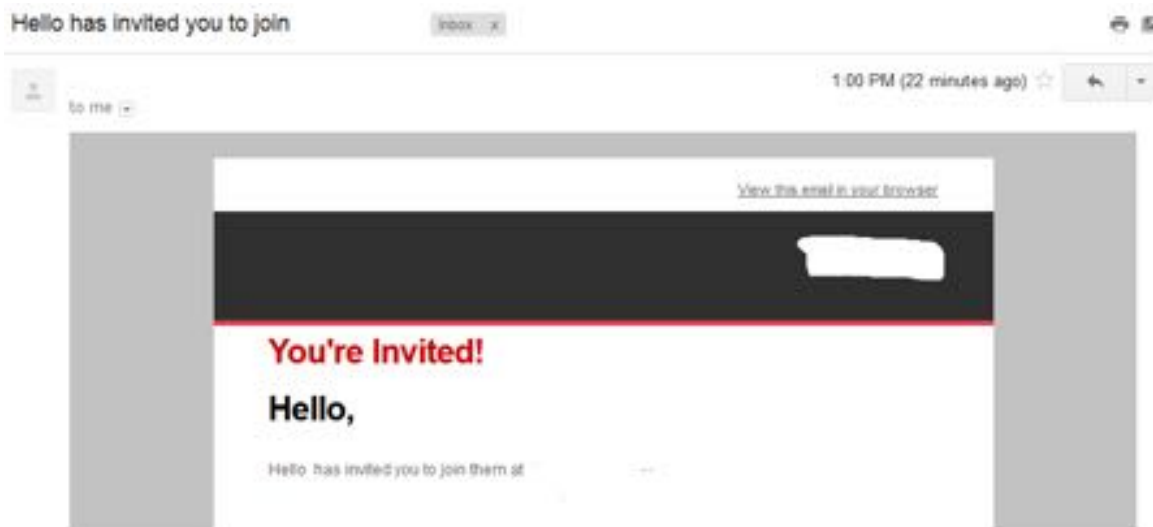 Hello has invited you to join
Inbox x
1:00 PM (22 minutes ago)
to me
View this email in your browser
You're Invited!
Hello,
Hello has invited you to join them at